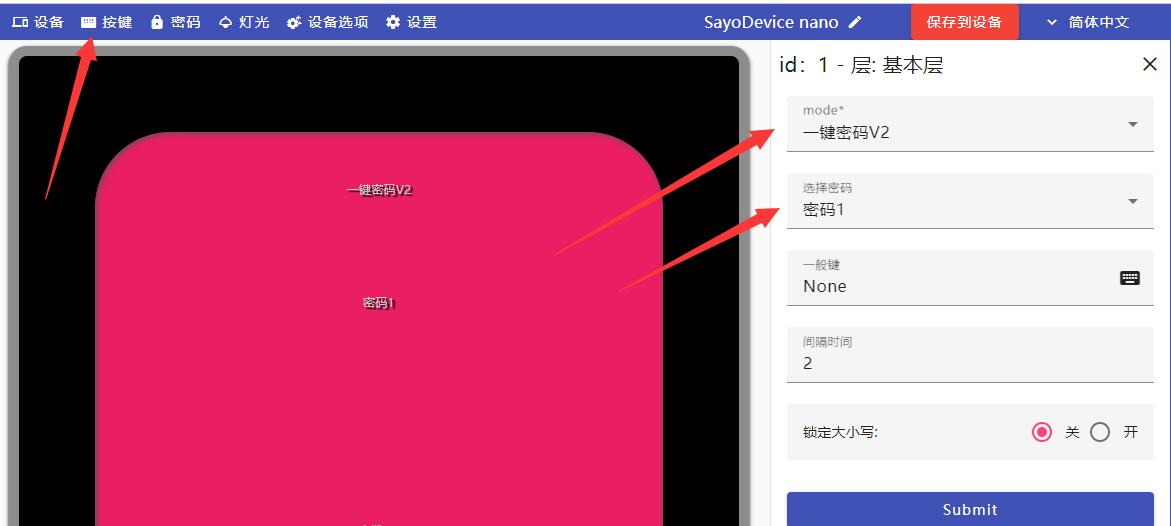 设备 按键 密码 灯光 设备选项 设置 SayoDevice nano 保存到设备 简体中文
id: 1 - 层: 基本层
mode*
一键密码V2
选择密码
密码1
一般键
None
间隔时间
2
锁定大小写: 关 开
Submit
一键密码V2
密码1